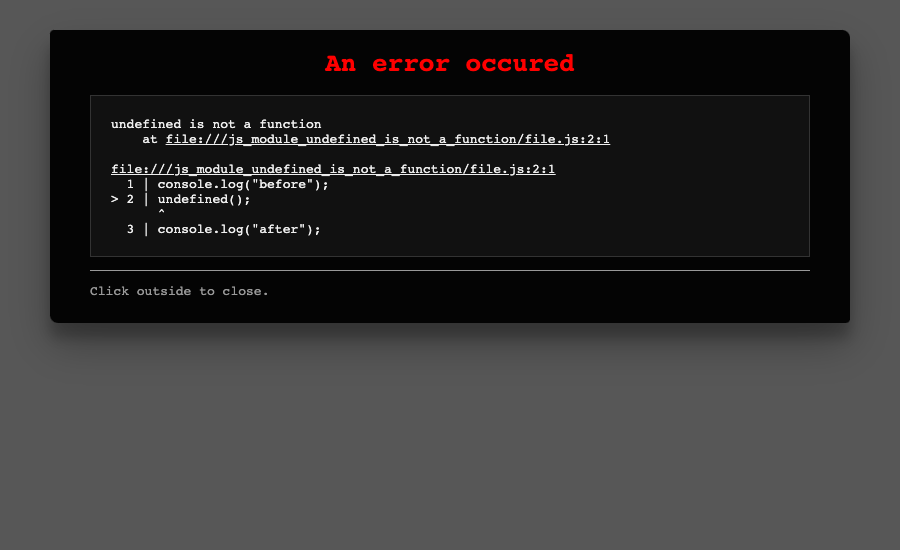 An error occured
undefined is not a function
    at file:///js_module_undefined_is_not_a_function/file.js:2:1
file:///js_module_undefined_is_not_a_function/file.js:2:1
  1 | console.log("before");
> 2 | undefined();
      ^
  3 | console.log("after");
Click outside to close.